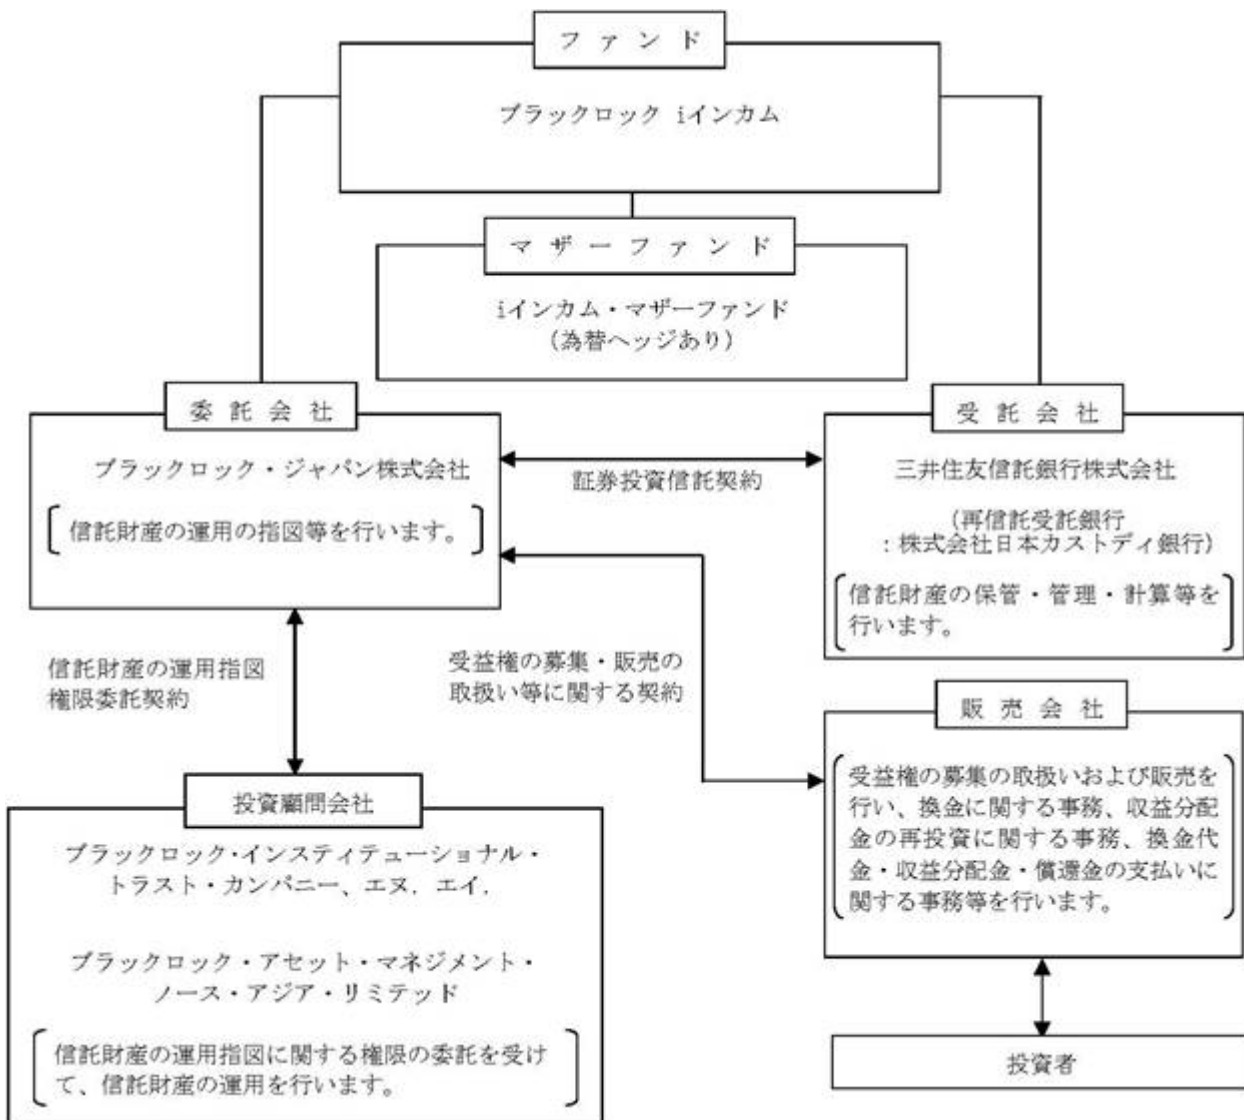 ファンド
ブラックロック iインカム
マザーファンド
iインカム・マザーファンド
(為替ヘッジあり)
委託会社
ブラックロック・ジャパン株式会社
信託財産の運用の指図等を行います。
証券投資信託契約
受託会社
三井住友信託銀行株式会社
(再信託受託銀行
:株式会社日本カストディ銀行)
信託財産の保管・管理・計算等を
行います。
信託財産の運用指図
権限委託契約
受益権の募集・販売の
取扱い等に関する契約
販売会社
受益権の募集の取扱いおよび販売を
行い、換金に関する事務、収益分配
金の再投資に関する事務、換金代
金・収益分配金・償還金の支払いに
関する事務等を行います。
投資顧問会社
ブラックロック・インスティテューショナル・
トラスト・カンパニー、エヌ.エイ.
ブラックロック・アセット・マネジメント・
ノース・アジア・リミテッド
信託財産の運用指図に関する権限の委託を受け
て、信託財産の運用を行います。
投資者